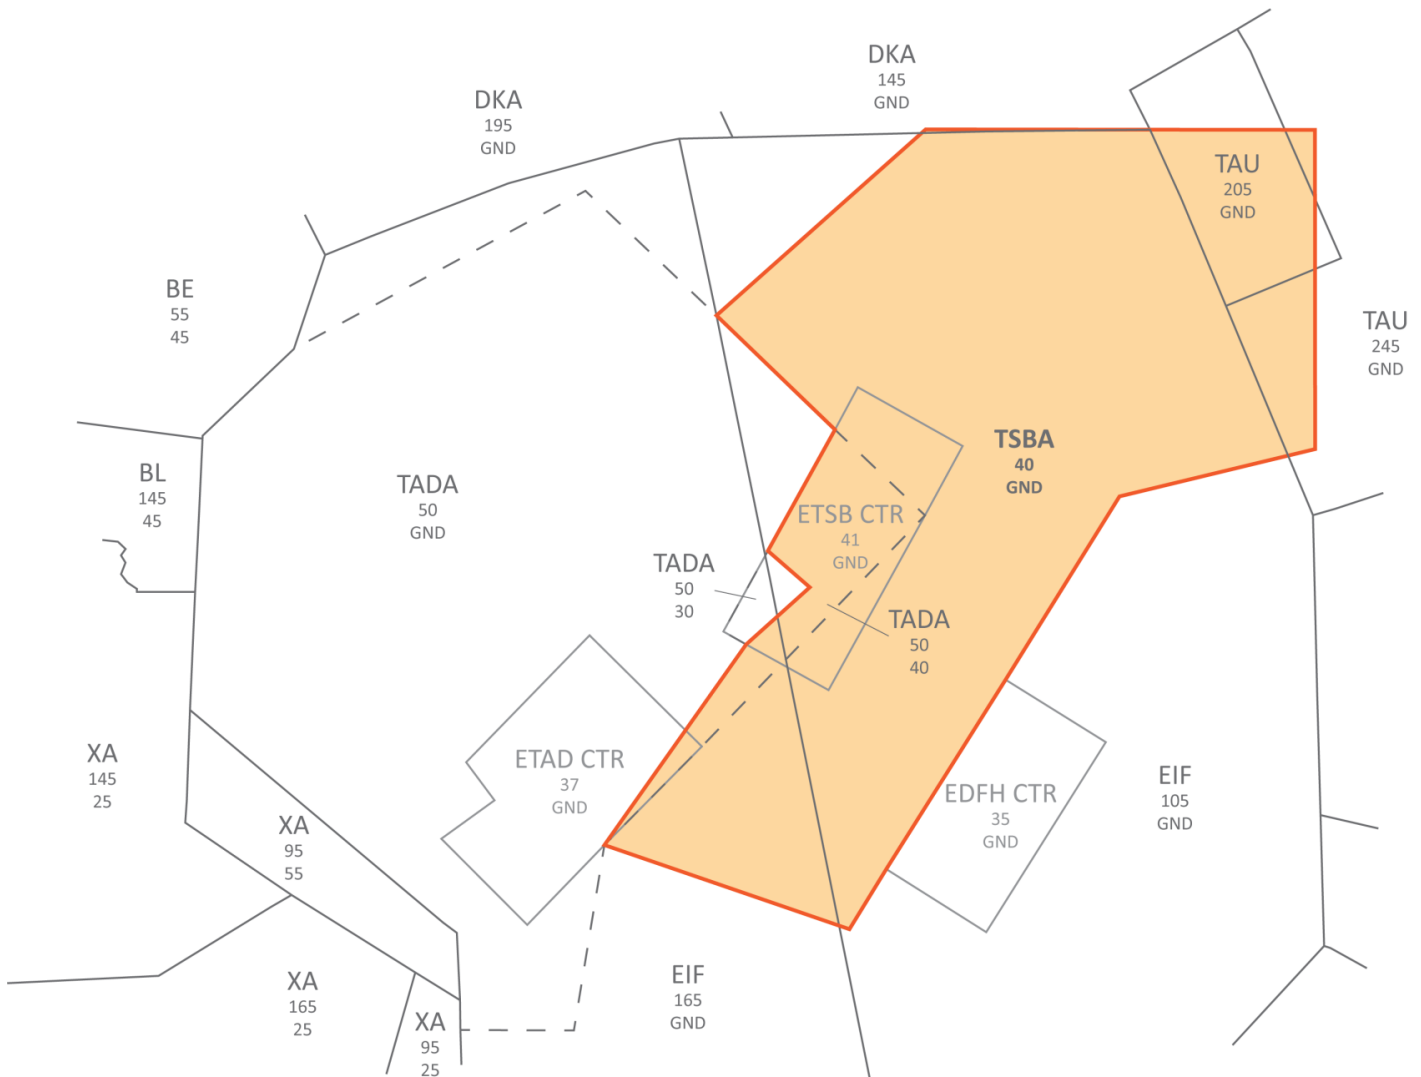 DKA
145
GND
DKA
195
GND
TAU
205
GND
BE
55
45
TAU
245
GND
TSBA
40
GND
BL
145
45
TADA
50
GND
ETSB CTR
41
GND
TADA
50
30
TADA
50
40
ETAD CTR
37
GND
XA
145
25
EIF
105
GND
EDFH CTR
35
GND
XA
95
55
EIF
165
GND
XA
165
25
XA
95
25